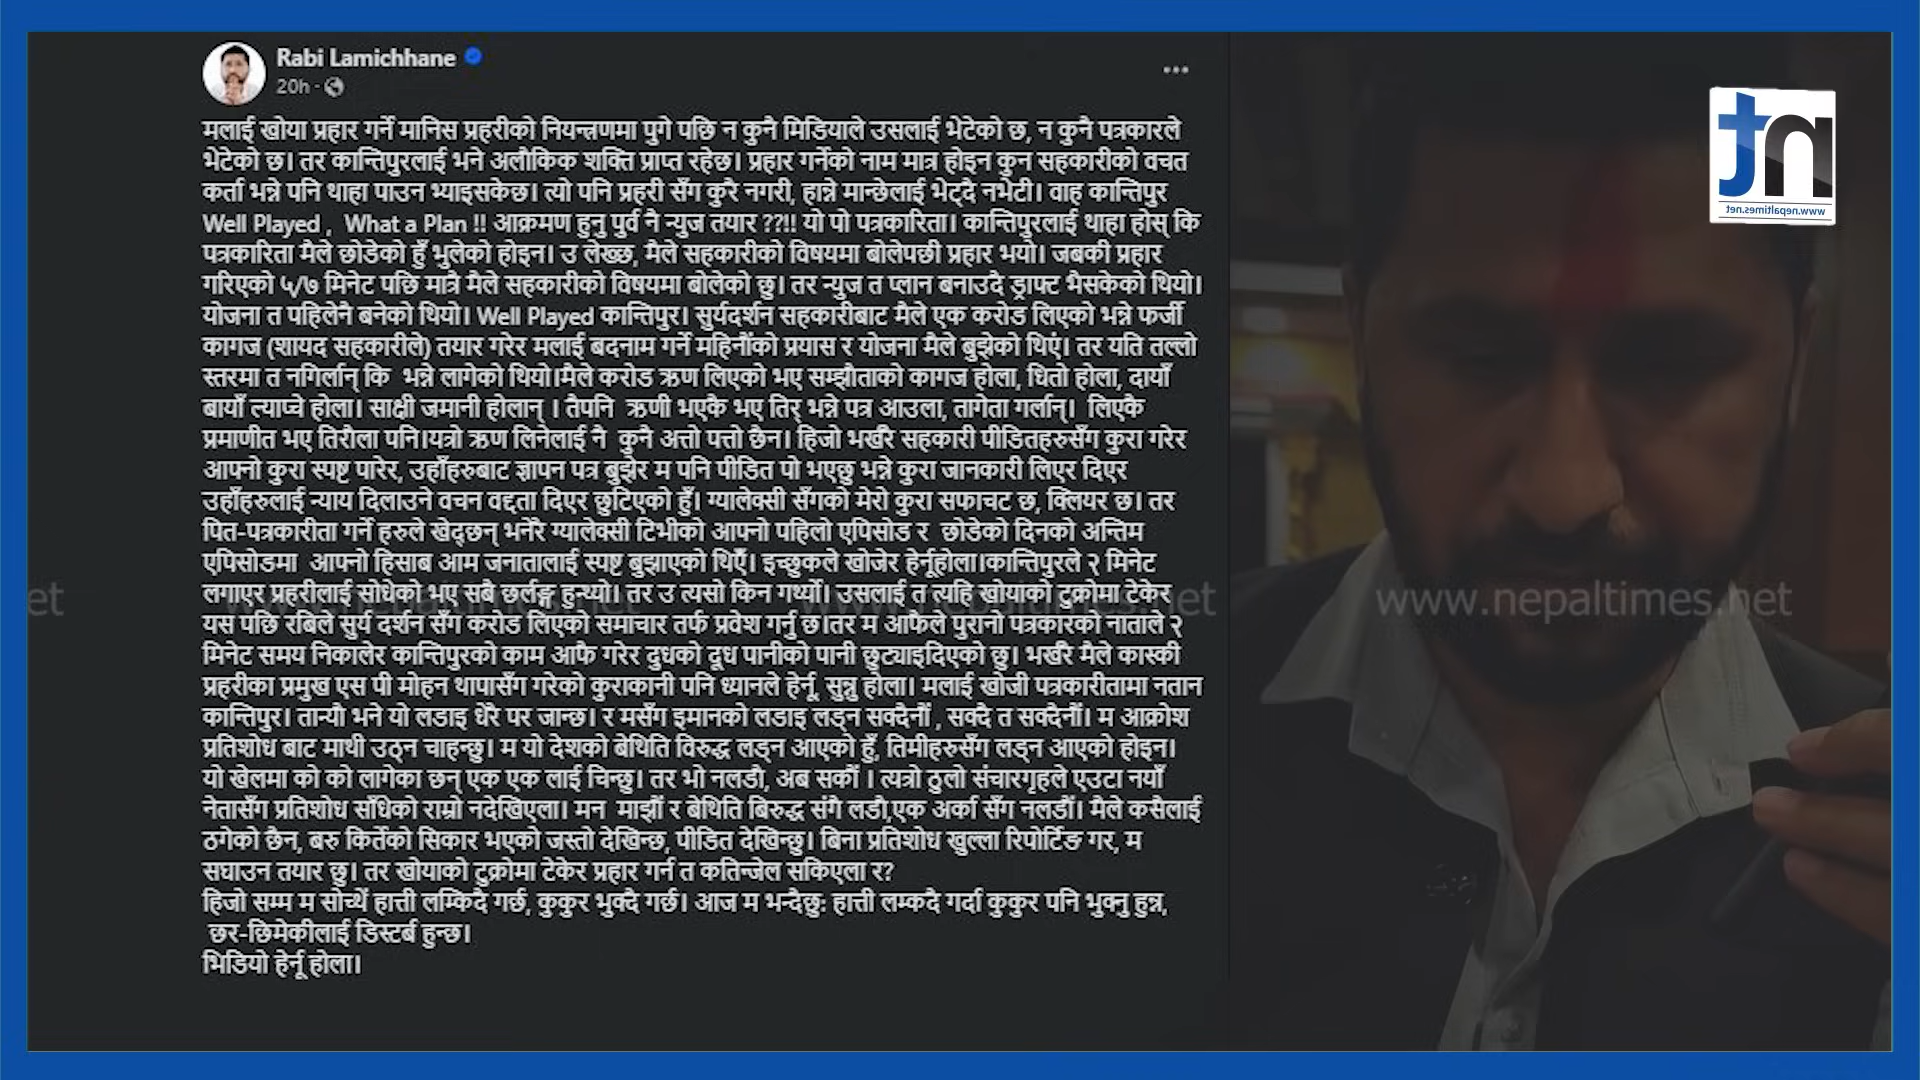 Rabi Lamichhane
20h
मलाई खोया प्रहार गर्ने मानिस प्रहरीको नियन्त्रणमा पुगे पछि न कुनै मिडियाले उसलाई भेटेको छ, न कुनै पत्रकारले
भेटेको छ। तर कान्तिपुरलाई भने अलौकिक शक्ति प्राप्त रहेछ। प्रहार गर्नेको नाम मात्र होइन कुन सहकारीको वचत
कर्ता भन्ने पनि थाहा पाउन भ्याइसकेछ। त्यो पनि प्रहरी सँग कुरै नगरी, हान्ने मान्छेलाई भेट्दै नभेटी। वाह कान्तिपुर
Well Played , What a Plan !! आक्रमण हुनु पुर्व नै न्युज तयार ??!! यो पो पत्रकारिता। कान्तिपुरलाई थाहा होस् कि
पत्रकारिता मैले छोडेको हुँ भुलेको होइन। उ लेख्छ, मैले सहकारीको विषयमा बोलेपछी प्रहार भयो। जबकी प्रहार
गरिएको ५/७ मिनेट पछि मात्रै मैले सहकारीको विषयमा बोलेको छु। तर न्युज त प्लान बनाउदै ड्राफ्ट भैसकेको थियो।
योजना त पहिलेनै बनेको थियो। Well Played कान्तिपुर। सुर्यदर्शन सहकारीबाट मैले एक करोड लिएको भन्ने फर्जी
कागज (शायद सहकारीले) तयार गरेर मलाई बदनाम गर्ने महिनौंको प्रयास र योजना मैले बुझेको थिएं। तर यति तल्लो
स्तरमा त नगिर्लान् कि भन्ने लागेको थियो।मैले करोड ऋण लिएको भए सम्झौताको कागज होला, धितो होला, दायाँ
बायाँ त्याप्चे होला। साक्षी जमानी होलान् । तैपनि ऋणी भएकै भए तिर् भन्ने पत्र आउला, तागेता गर्लान्। लिएकै
प्रमाणीत भए तिरौला पनि।यत्रो ऋण लिनेलाई नै कुनै अत्तो पत्तो छैन। हिजो भर्खरै सहकारी पीडितहरुसँग कुरा गरेर
आफ्नो कुरा स्पष्ट पारेर, उहाँहरुबाट ज्ञापन पत्र बुझेर म पनि पीडित पो भएछु भन्ने कुरा जानकारी लिएर दिएर
उहाँहरुलाई न्याय दिलाउने वचन वद्दता दिएर छुटिएको हुँ। ग्यालेक्सी सँगको मेरो कुरा सफाचट छ, क्लियर छ। तर
पित-पत्रकारीता गर्ने हरुले खेद्छन् भनेरै ग्यालेक्सी टिभीको आफ्नो पहिलो एपिसोड र छोडेको दिनको अन्तिम
एपिसोडमा आफ्नो हिसाब आम जनातालाई स्पष्ट बुझाएको थिएँ। इच्छुकले खोजेर हेर्नूहोला।कान्तिपुरले २ मिनेट
लगाएर प्रहरीलाई सोधेको भए सबै छर्लङ्ग हुन्थ्यो। तर उ त्यसो किन गर्थ्यो। उसलाई त त्यहि खोयाको टुक्रोमा टेकेर
यस पछि रबिले सुर्य दर्शन सँग करोड लिएको समाचार तर्फ प्रवेश गर्नु छ।तर म आफैले पुरानो पत्रकारको नाताले २
मिनेट समय निकालेर कान्तिपुरको काम आफै गरेर दुधको दूध पानीको पानी छुट्याइदिएको छु। भर्खरै मैले कास्की
प्रहरीका प्रमुख एस पी मोहन थापासँग गरेको कुराकानी पनि ध्यानले हेर्नू, सुन्नु होला। मलाई खोजी पत्रकारीतामा नतान
कान्तिपुर। तान्यौ भने यो लडाइ धेरै पर जान्छ। र मसँग इमानको लडाइ लड्न सक्दैनौं , सक्दै त सक्दैनौं। म आक्रोश
प्रतिशोध बाट माथी उठ्न चाहन्छु। म यो देशको बेथिति विरुद्ध लड्न आएको हुँ, तिमीहरुसँग लड्न आएको होइन।
यो खेलमा को को लागेका छन् एक एक लाई चिन्छु। तर भो नलडौ, अब सकौं । त्यत्रो ठुलो संचारगृहले एउटा नयाँ
नेतासँग प्रतिशोध साँधेको राम्रो नदेखिएला। मन माझौं र बेथिति बिरुद्ध संगै लडौ,एक अर्का सँग नलडौं। मैले कसैलाई
ठगेको छैन, बरु किर्तेको सिकार भएको जस्तो देखिन्छ, पीडित देखिन्छु। बिना प्रतिशोध खुल्ला रिपोर्टिङ गर, म
सघाउन तयार छु। तर खोयाको टुक्रोमा टेकेर प्रहार गर्न त कतिन्जेल सकिएला र?
हिजो सम्म म सोच्थें हात्ती लम्किदै गर्छ, कुकुर भुक्दै गर्छ। आज म भन्दैछुः हात्ती लम्कदै गर्दा कुकुर पनि भुक्नु हुन्न,
छर-छिमेकीलाई डिस्टर्ब हुन्छ।
भिडियो हेर्नू होला।
www.nepaltimes.net
www.nepaltimes.net
www.nepaltimes.net
et